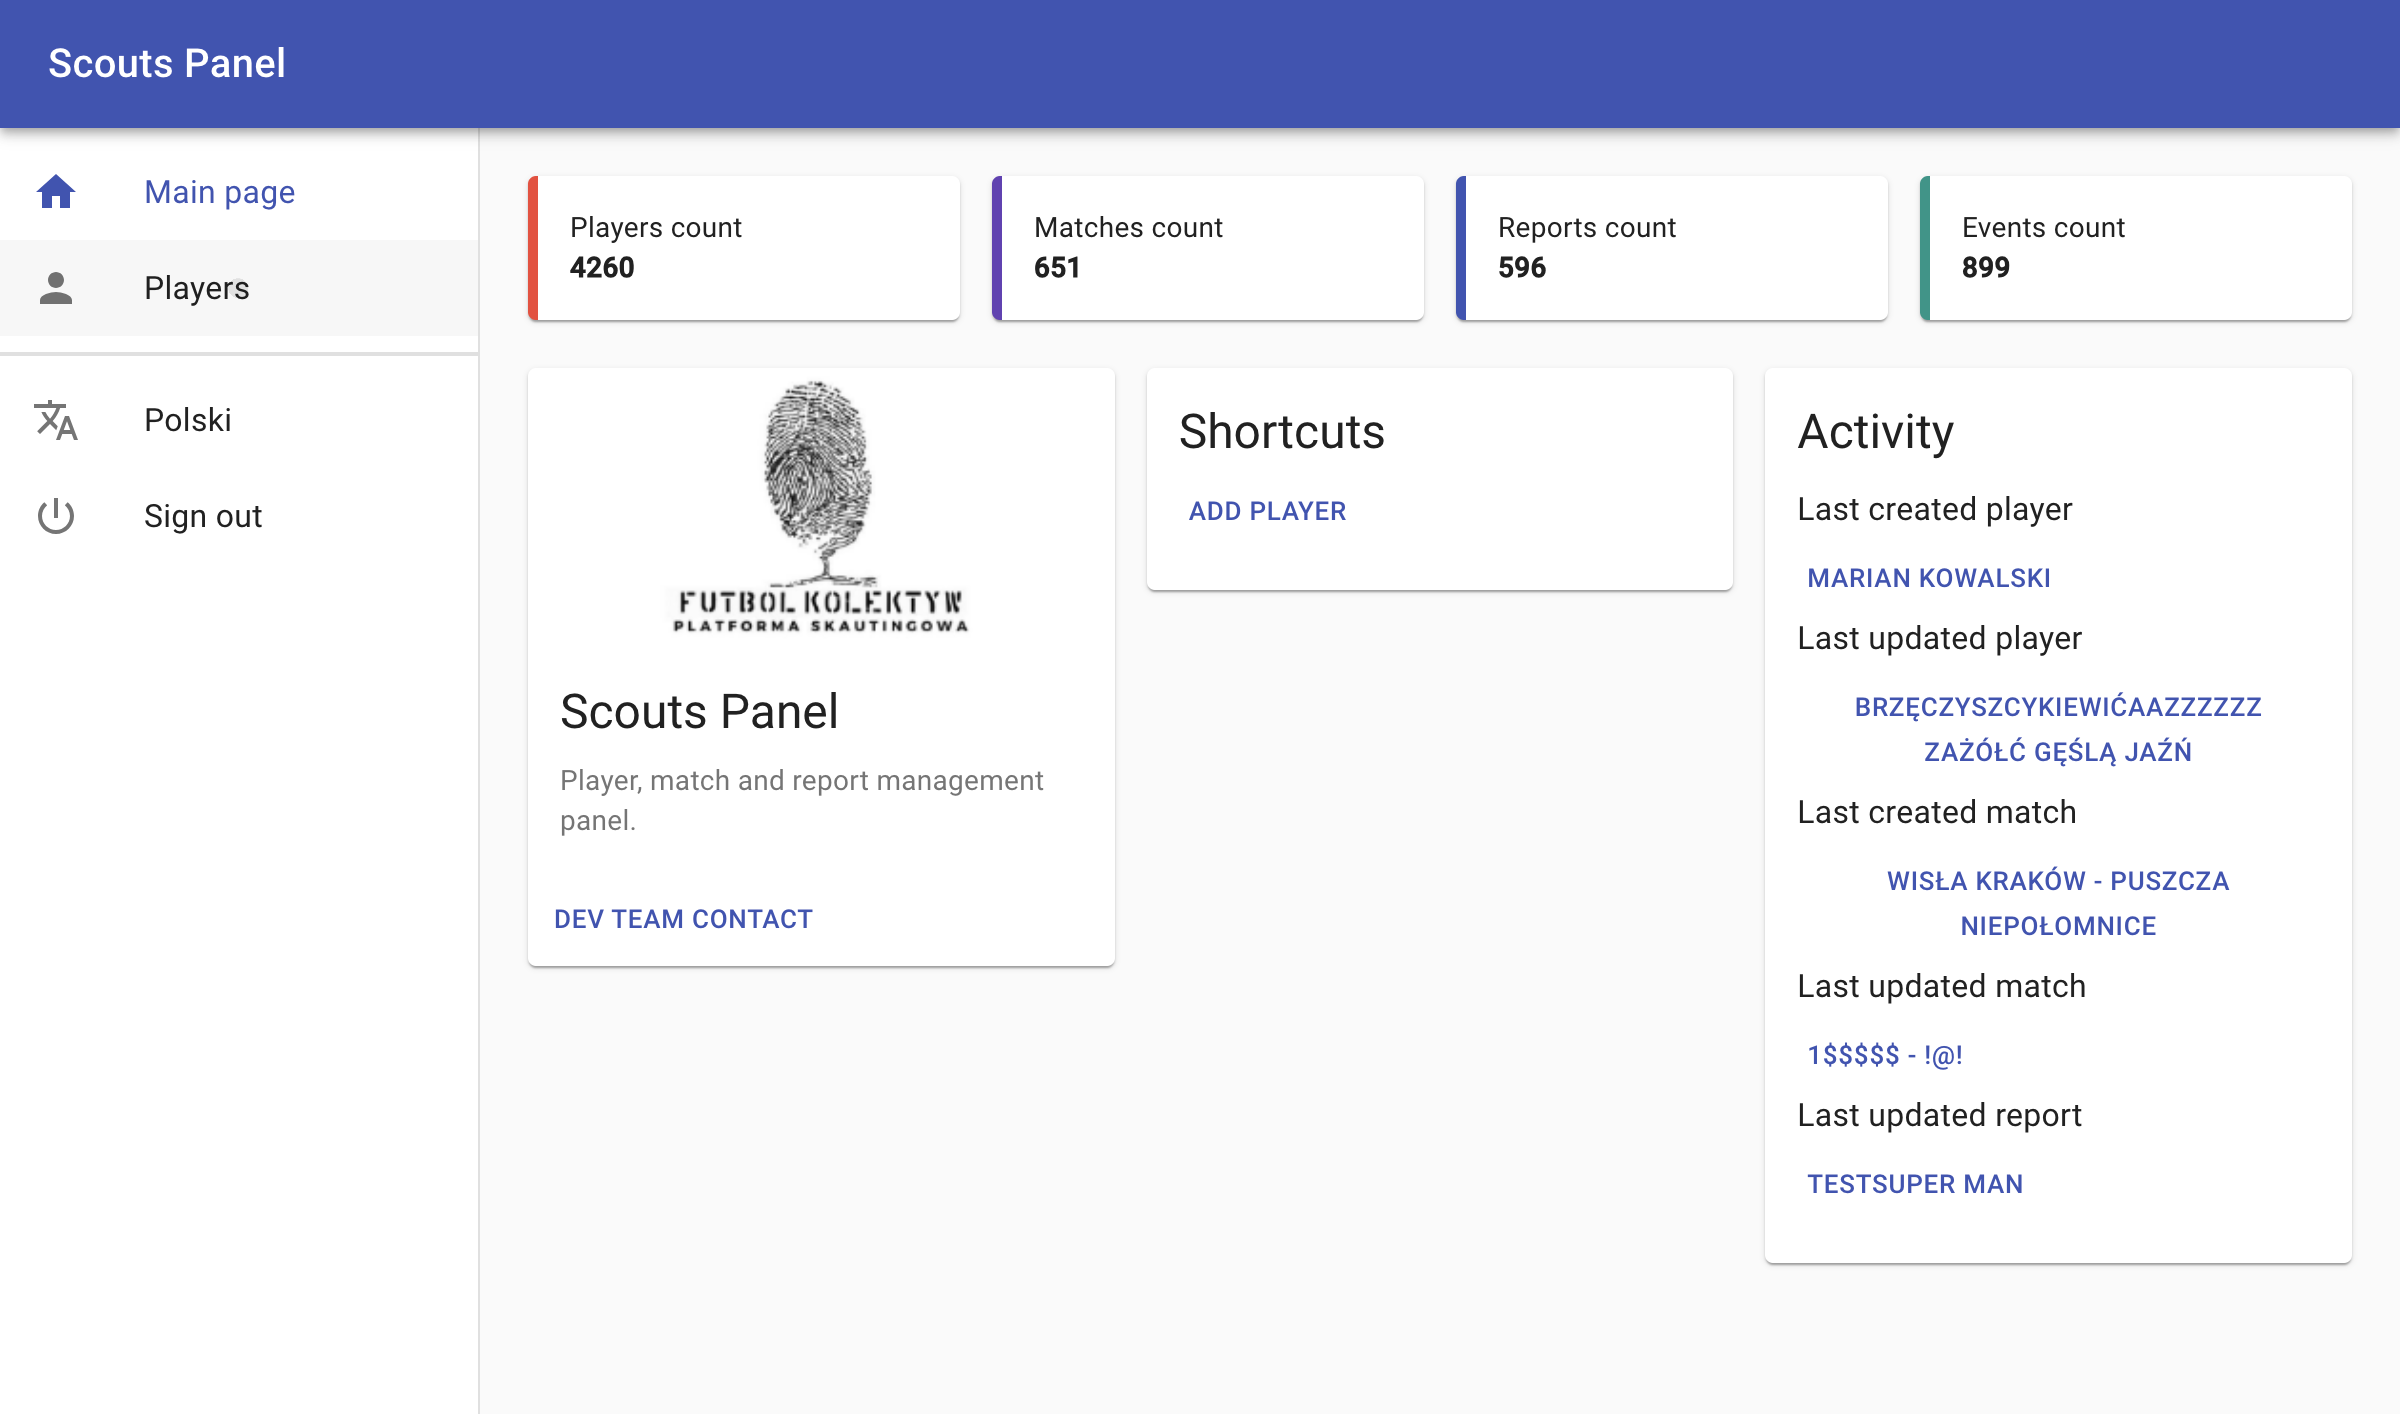 Scouts Panel
Main page
Players
Polski
Sign out
Players count
4260
Matches count
651
Reports count
596
Events count
899
FUTBOL KOLEKTYW
PLATFORMA SKAUTINGOWA
Scouts Panel
Player, match and report management
panel.
DEV TEAM CONTACT
Shortcuts
ADD PLAYER
Activity
Last created player
MARIAN KOWALSKI
Last updated player
BRZĘCZYSZCYKIEWIĆAAZZZZZZ
ZAŻÓŁĆ GĘŚLĄ JAŹŃ
Last created match
WISŁA KRAKÓW - PUSZCZA
NIEPOŁOMNICE
Last updated match
1$$$$$ - !@!
Last updated report
TESTSUPER MAN